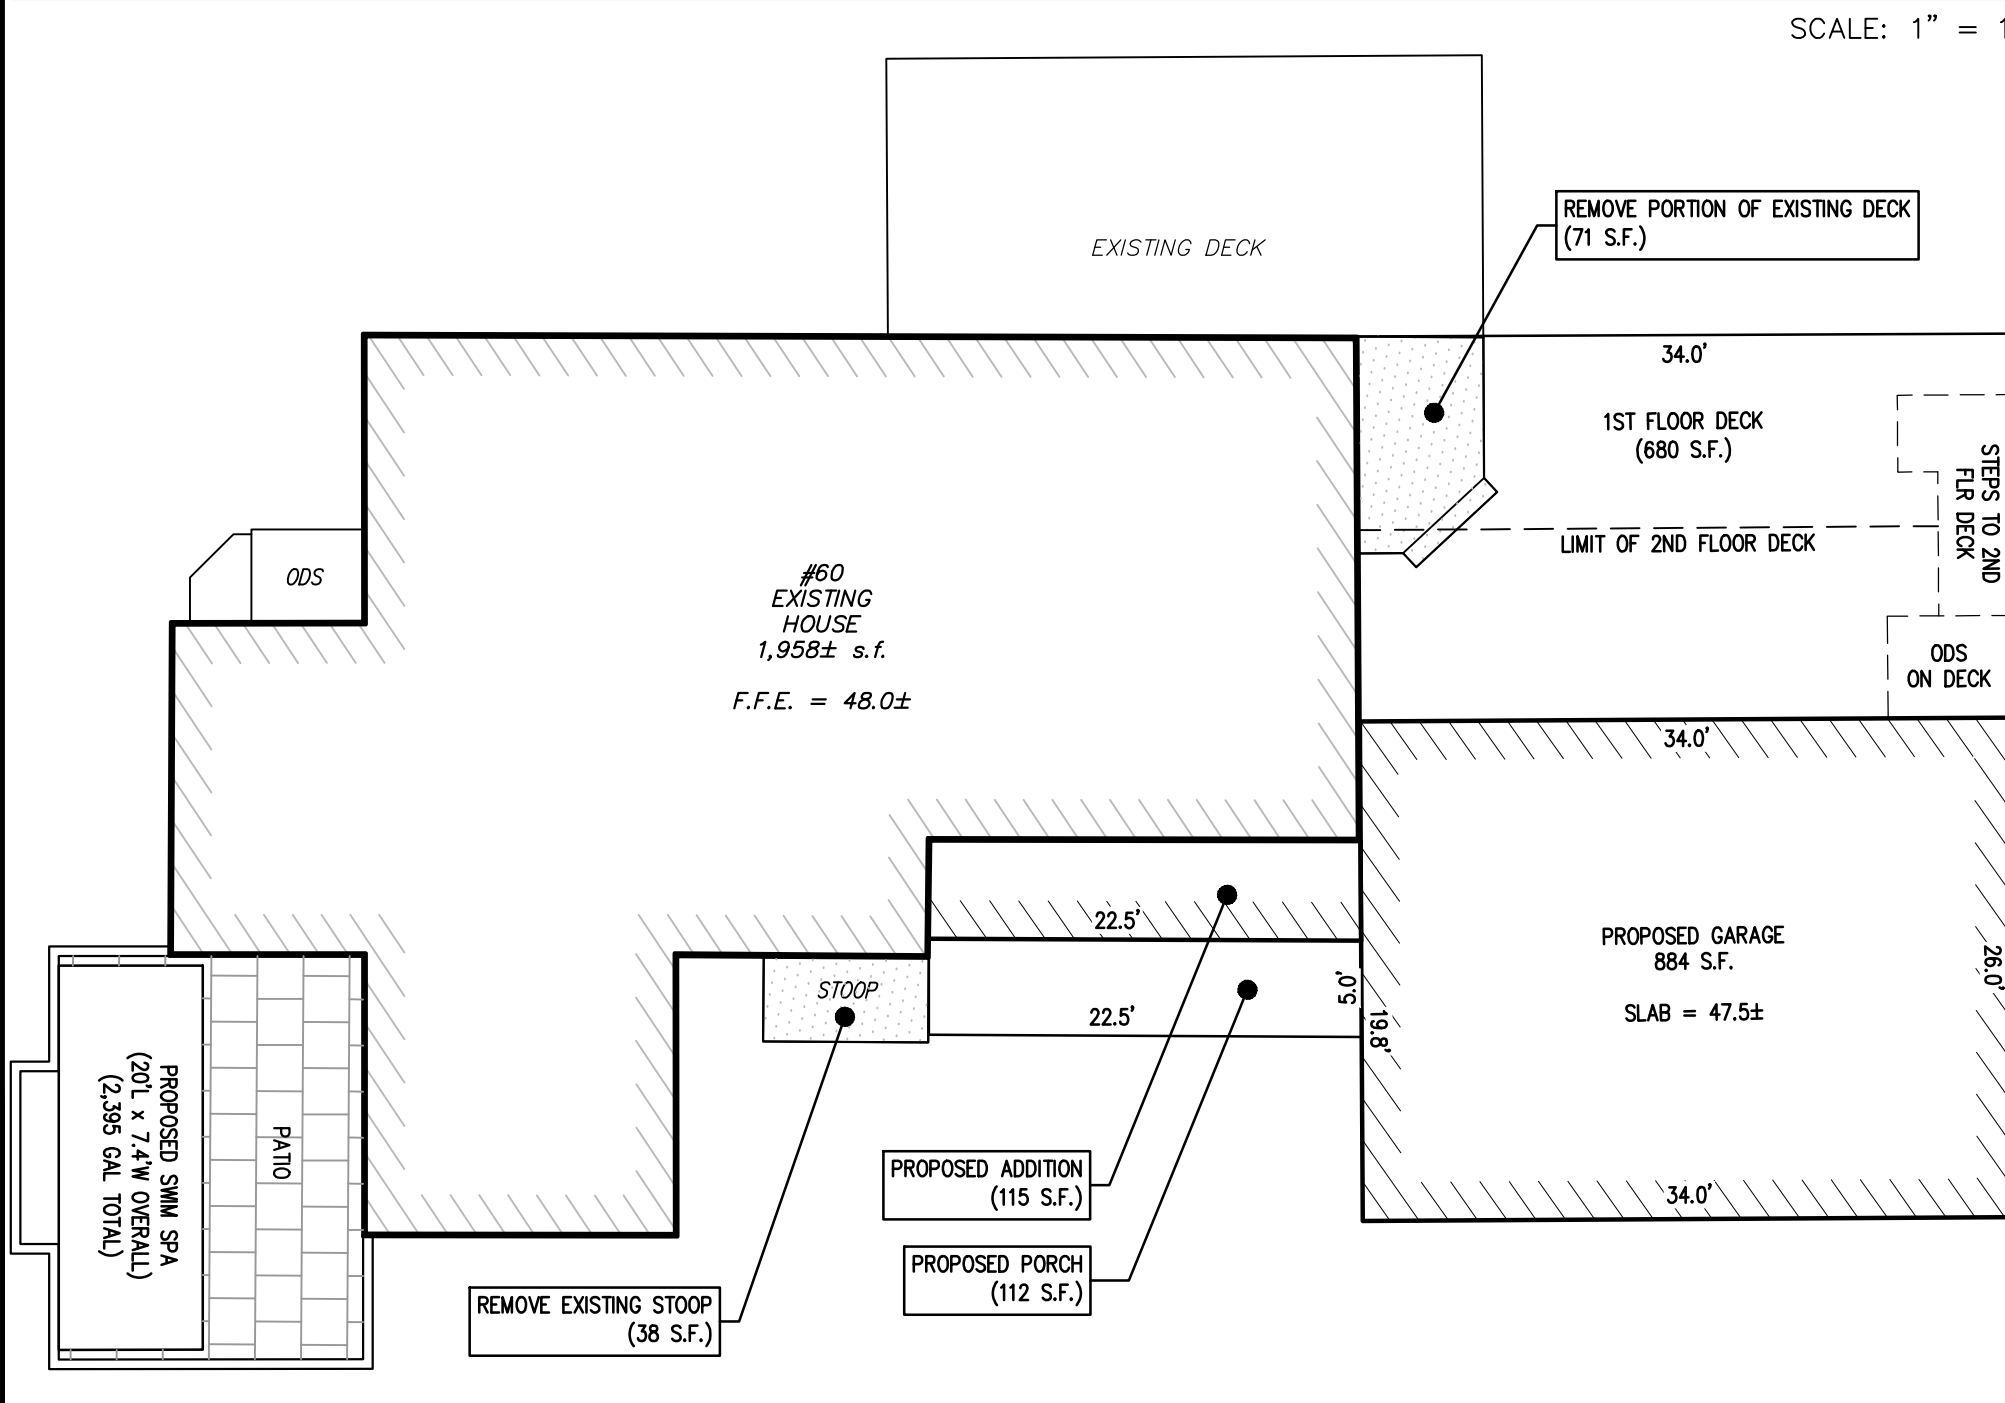 SCALE: 1" = 1
REMOVE PORTION OF EXISTING DECK
(71 S.F.)
EXISTING DECK
34.0'
1ST FLOOR DECK
(680 S.F.)
STEPS TO 2ND
FLR DECK
LIMIT OF 2ND FLOOR DECK
ODS
#60
EXISTING
HOUSE
1,958± s.f.
F.F.E. = 48.0±
ODS
ON DECK
34.0'
22.5'
PROPOSED GARAGE
884 S.F.
SLAB = 47.5±
26.0'
STOOP
22.5'
5.0'
19.8'
PROPOSED SWIM SPA
(20'L x 7.4'W OVERALL)
(2,395 GAL TOTAL)
PATIO
PROPOSED ADDITION
(115 S.F.)
34.0'
PROPOSED PORCH
(112 S.F.)
REMOVE EXISTING STOOP
(38 S.F.)